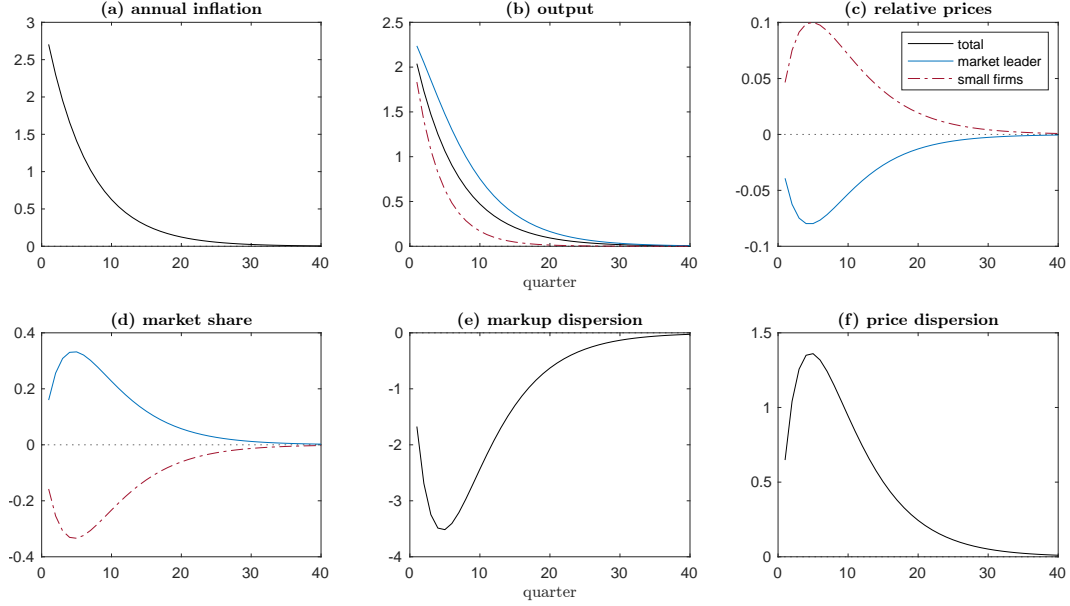 (a) annual inflation
3
2.5
2
1.5
1
0.5
0
0 10 20 30 40
(b) output
2.5
2
1.5
1
0.5
0
0 10 20 30 40
quarter
(c) relative prices
0.1
0.05
0
-0.05
-0.1
0 10 20 30 40
total
market leader
small firms
(d) market share
0.4
0.2
0
-0.2
-0.4
0 10 20 30 40
(e) markup dispersion
0
-1
-2
-3
-4
0 10 20 30 40
quarter
(f) price dispersion
1.5
1
0.5
0
0 10 20 30 40